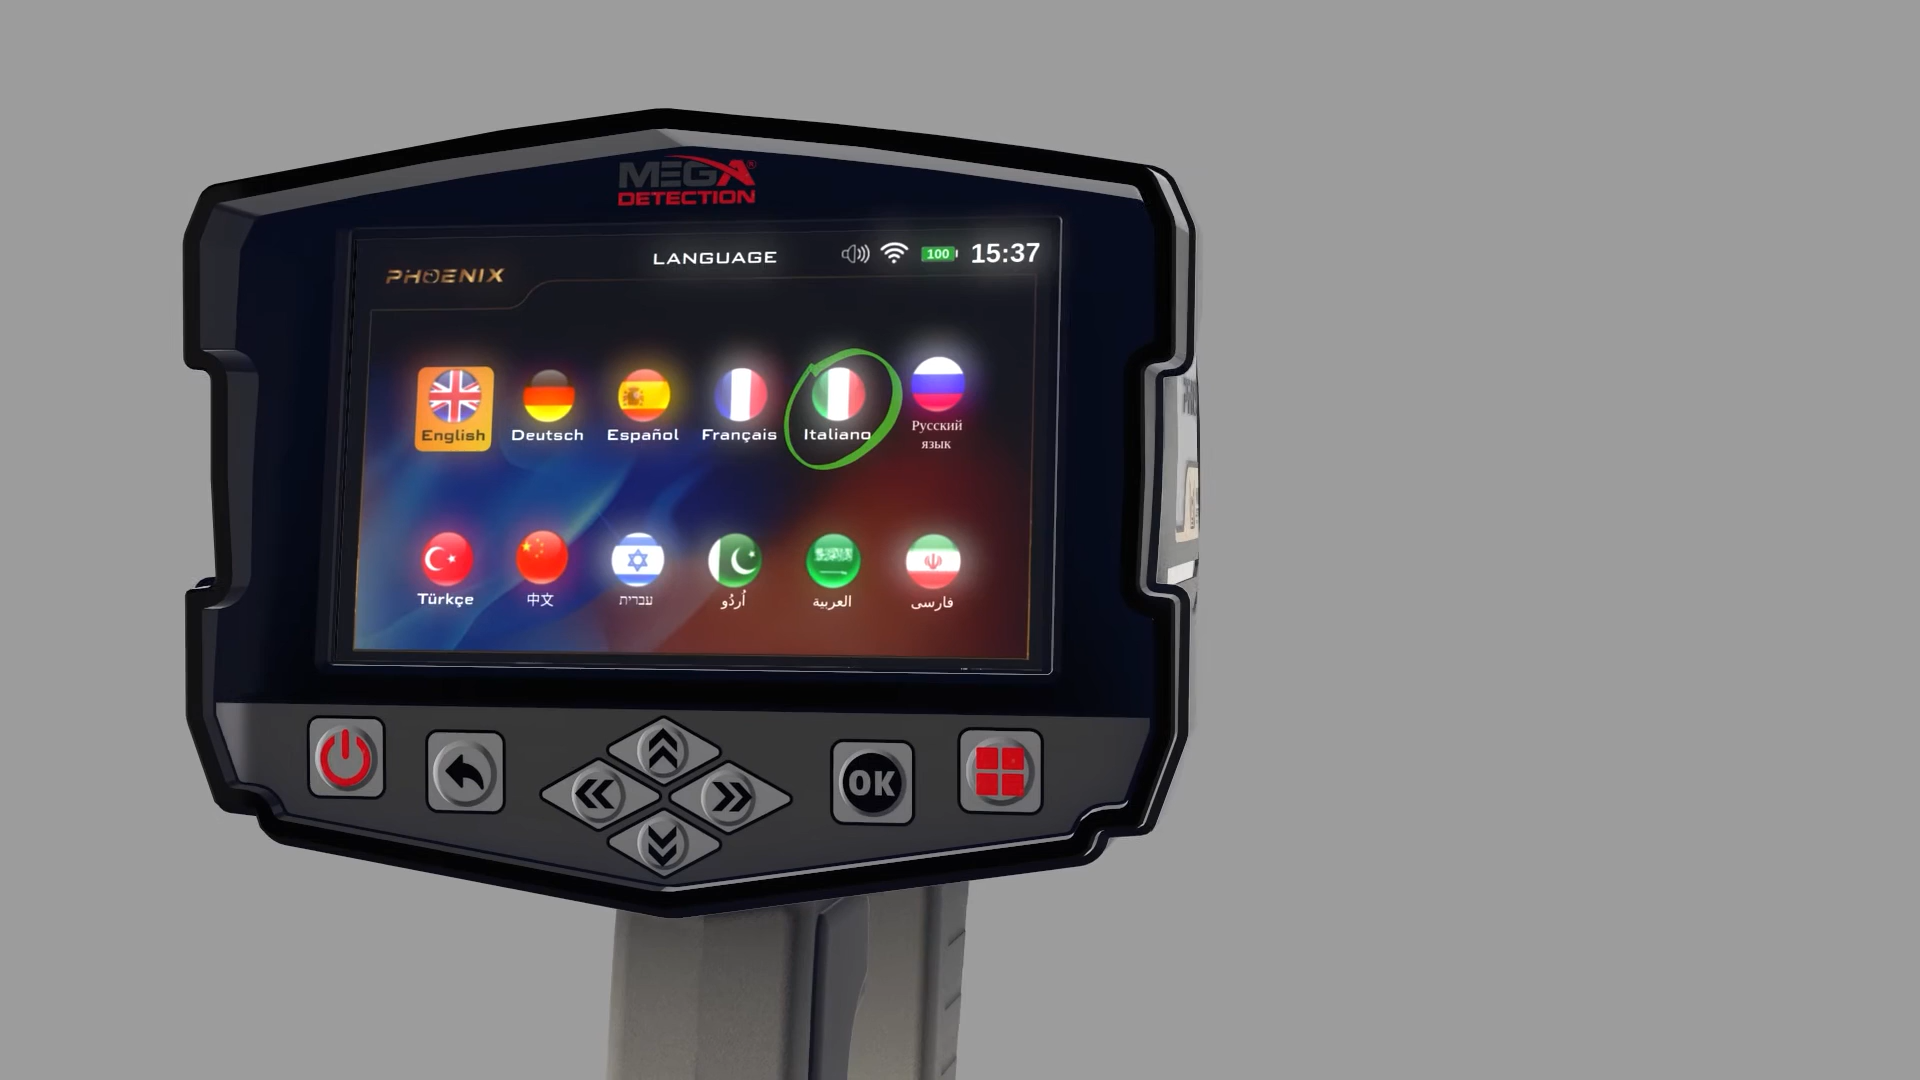 MEGA®
DETECTION
PHOENIX
LANGUAGE
100
15:37
English
Deutsch
Español
Français
Italiano
Русский
язык
Türkçe
中文
עברית
اُردُو
العربية
فارسی
OK